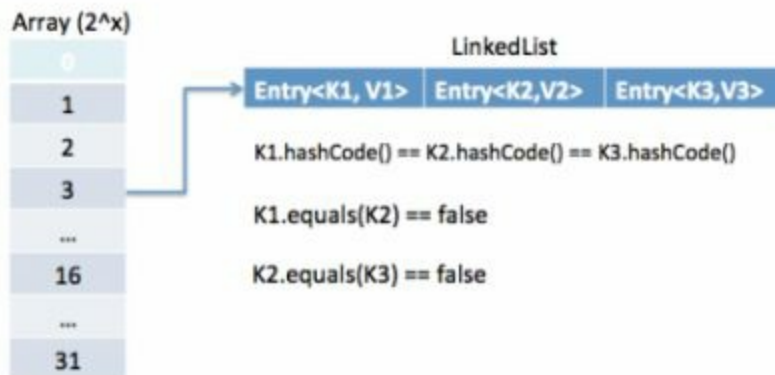 Array (2^x)
0
1
2
3
...
16
...
31
LinkedList
Entry<K1, V1> Entry<K2,V2> Entry<K3,V3>
K1.hashCode() == K2.hashCode() == K3.hashCode()
K1.equals(K2) == false
K2.equals(K3) == false